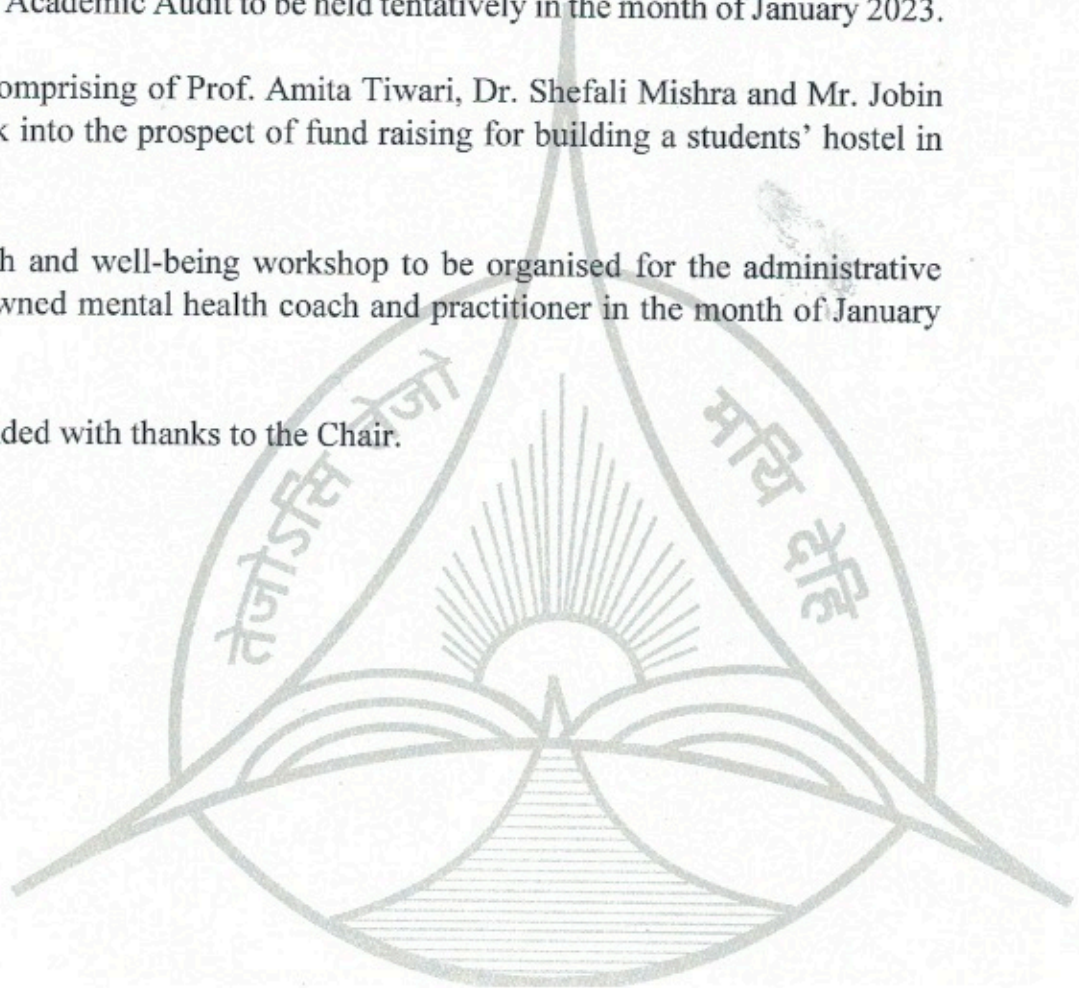 Academic Audit to be held tentatively in the month of January 2023.
omprising of Prof. Amita Tiwari, Dr. Shefali Mishra and Mr. Jobin
into the prospect of fund raising for building a students’ hostel in
h and well-being workshop to be organised for the administrative
wned mental health coach and practitioner in the month of January
ded with thanks to the Chair.
तेजोऽसि तेजो
मयि देहि